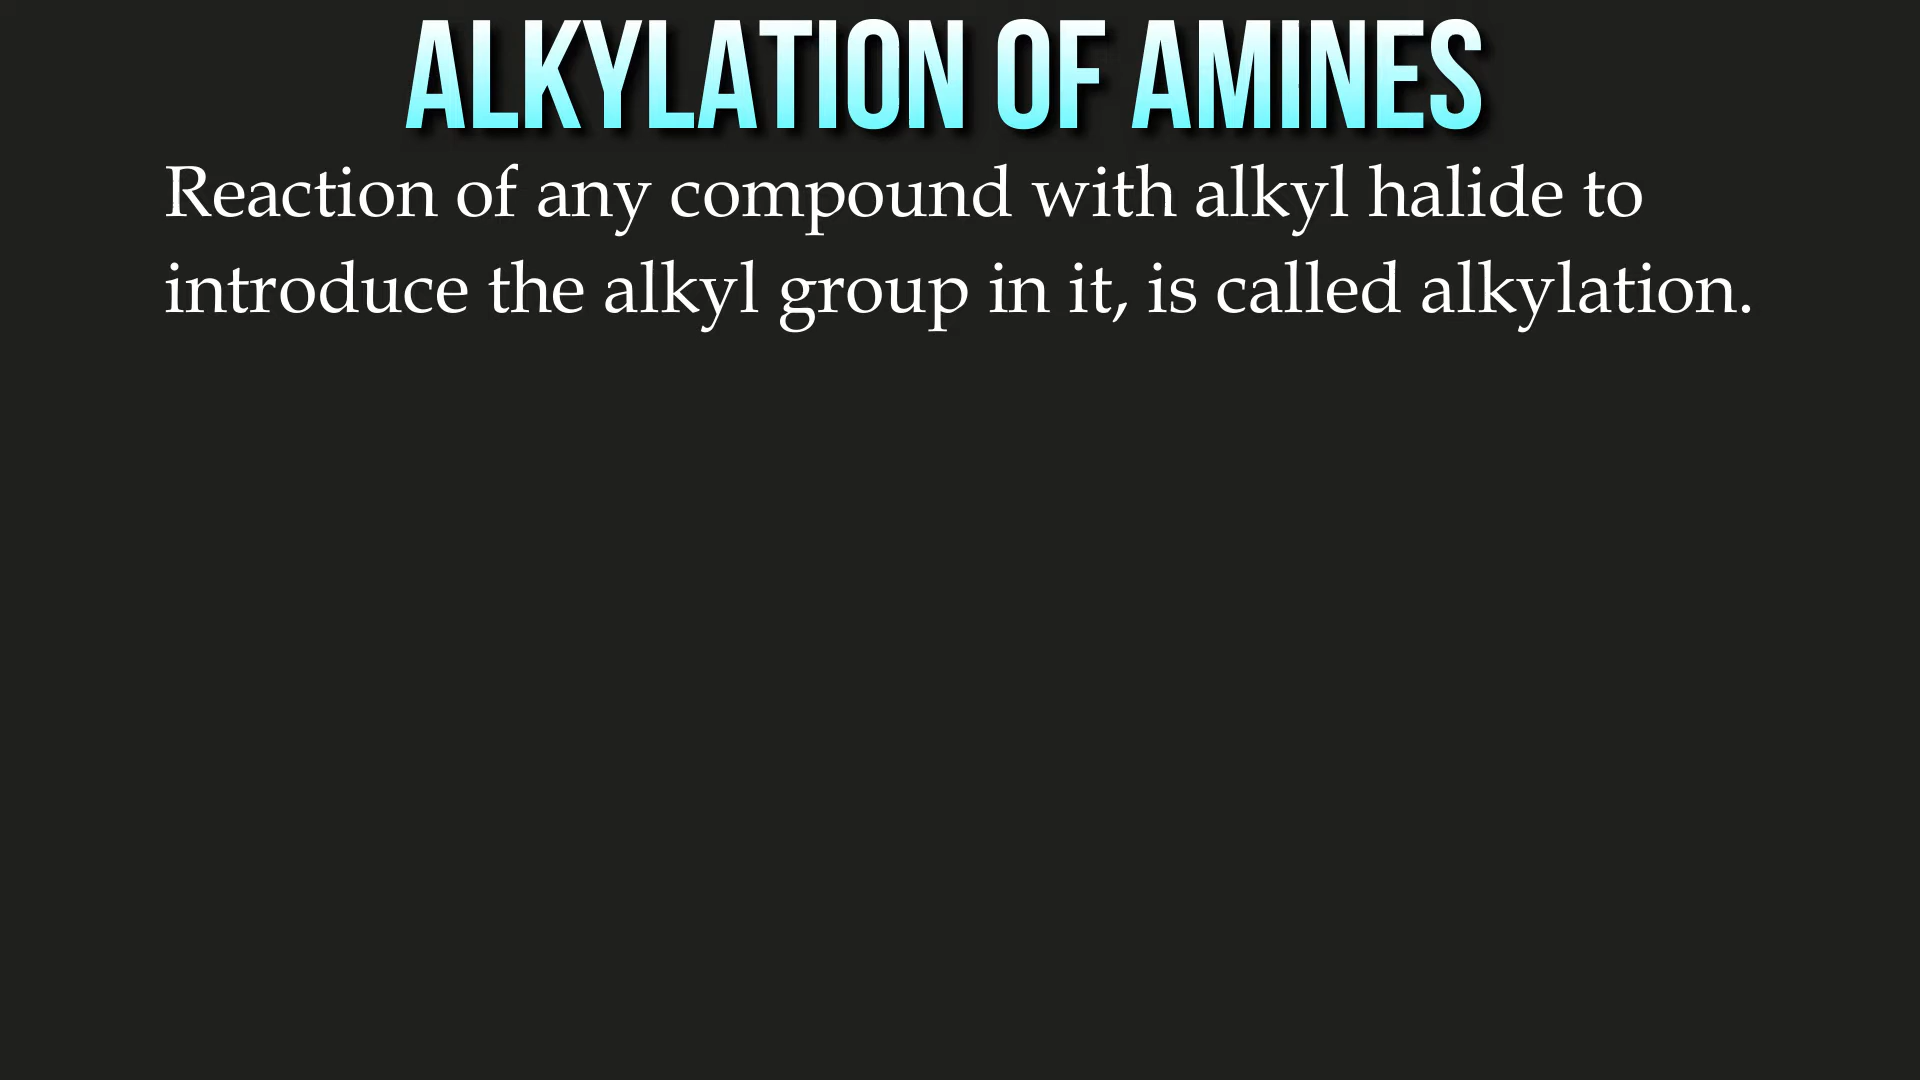 ALKYLATION OF AMINES
Reaction of any compound with alkyl halide to
introduce the alkyl group in it, is called alkylation.